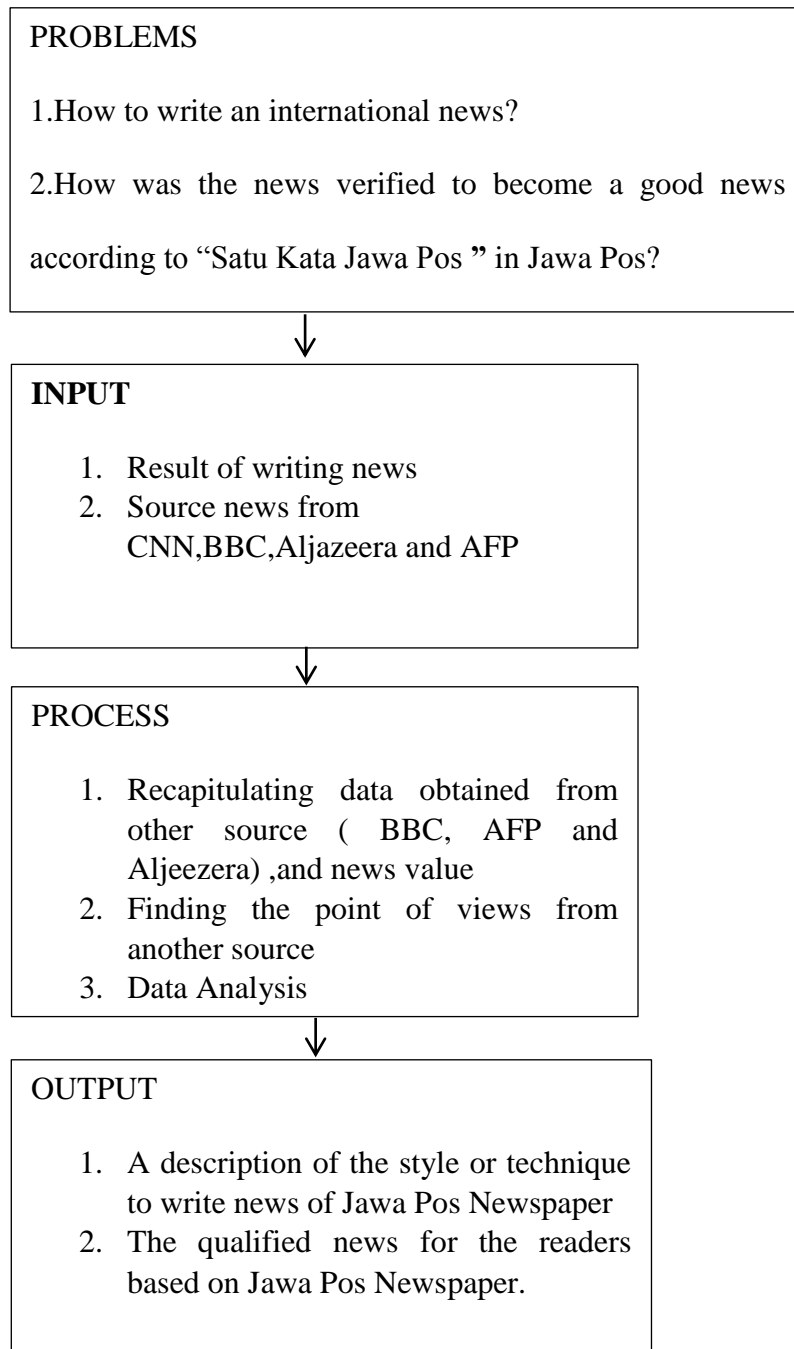 PROBLEMS
1.How to write an international news?
2.How was the news verified to become a good news
according to “Satu Kata Jawa Pos ” in Jawa Pos?
INPUT
1. Result of writing news
2. Source news from
CNN,BBC,Aljazeera and AFP
PROCESS
1. Recapitulating data obtained from
other source ( BBC, AFP and
Aljeezera) ,and news value
2. Finding the point of views from
another source
3. Data Analysis
OUTPUT
1. A description of the style or technique
to write news of Jawa Pos Newspaper
2. The qualified news for the readers
based on Jawa Pos Newspaper.